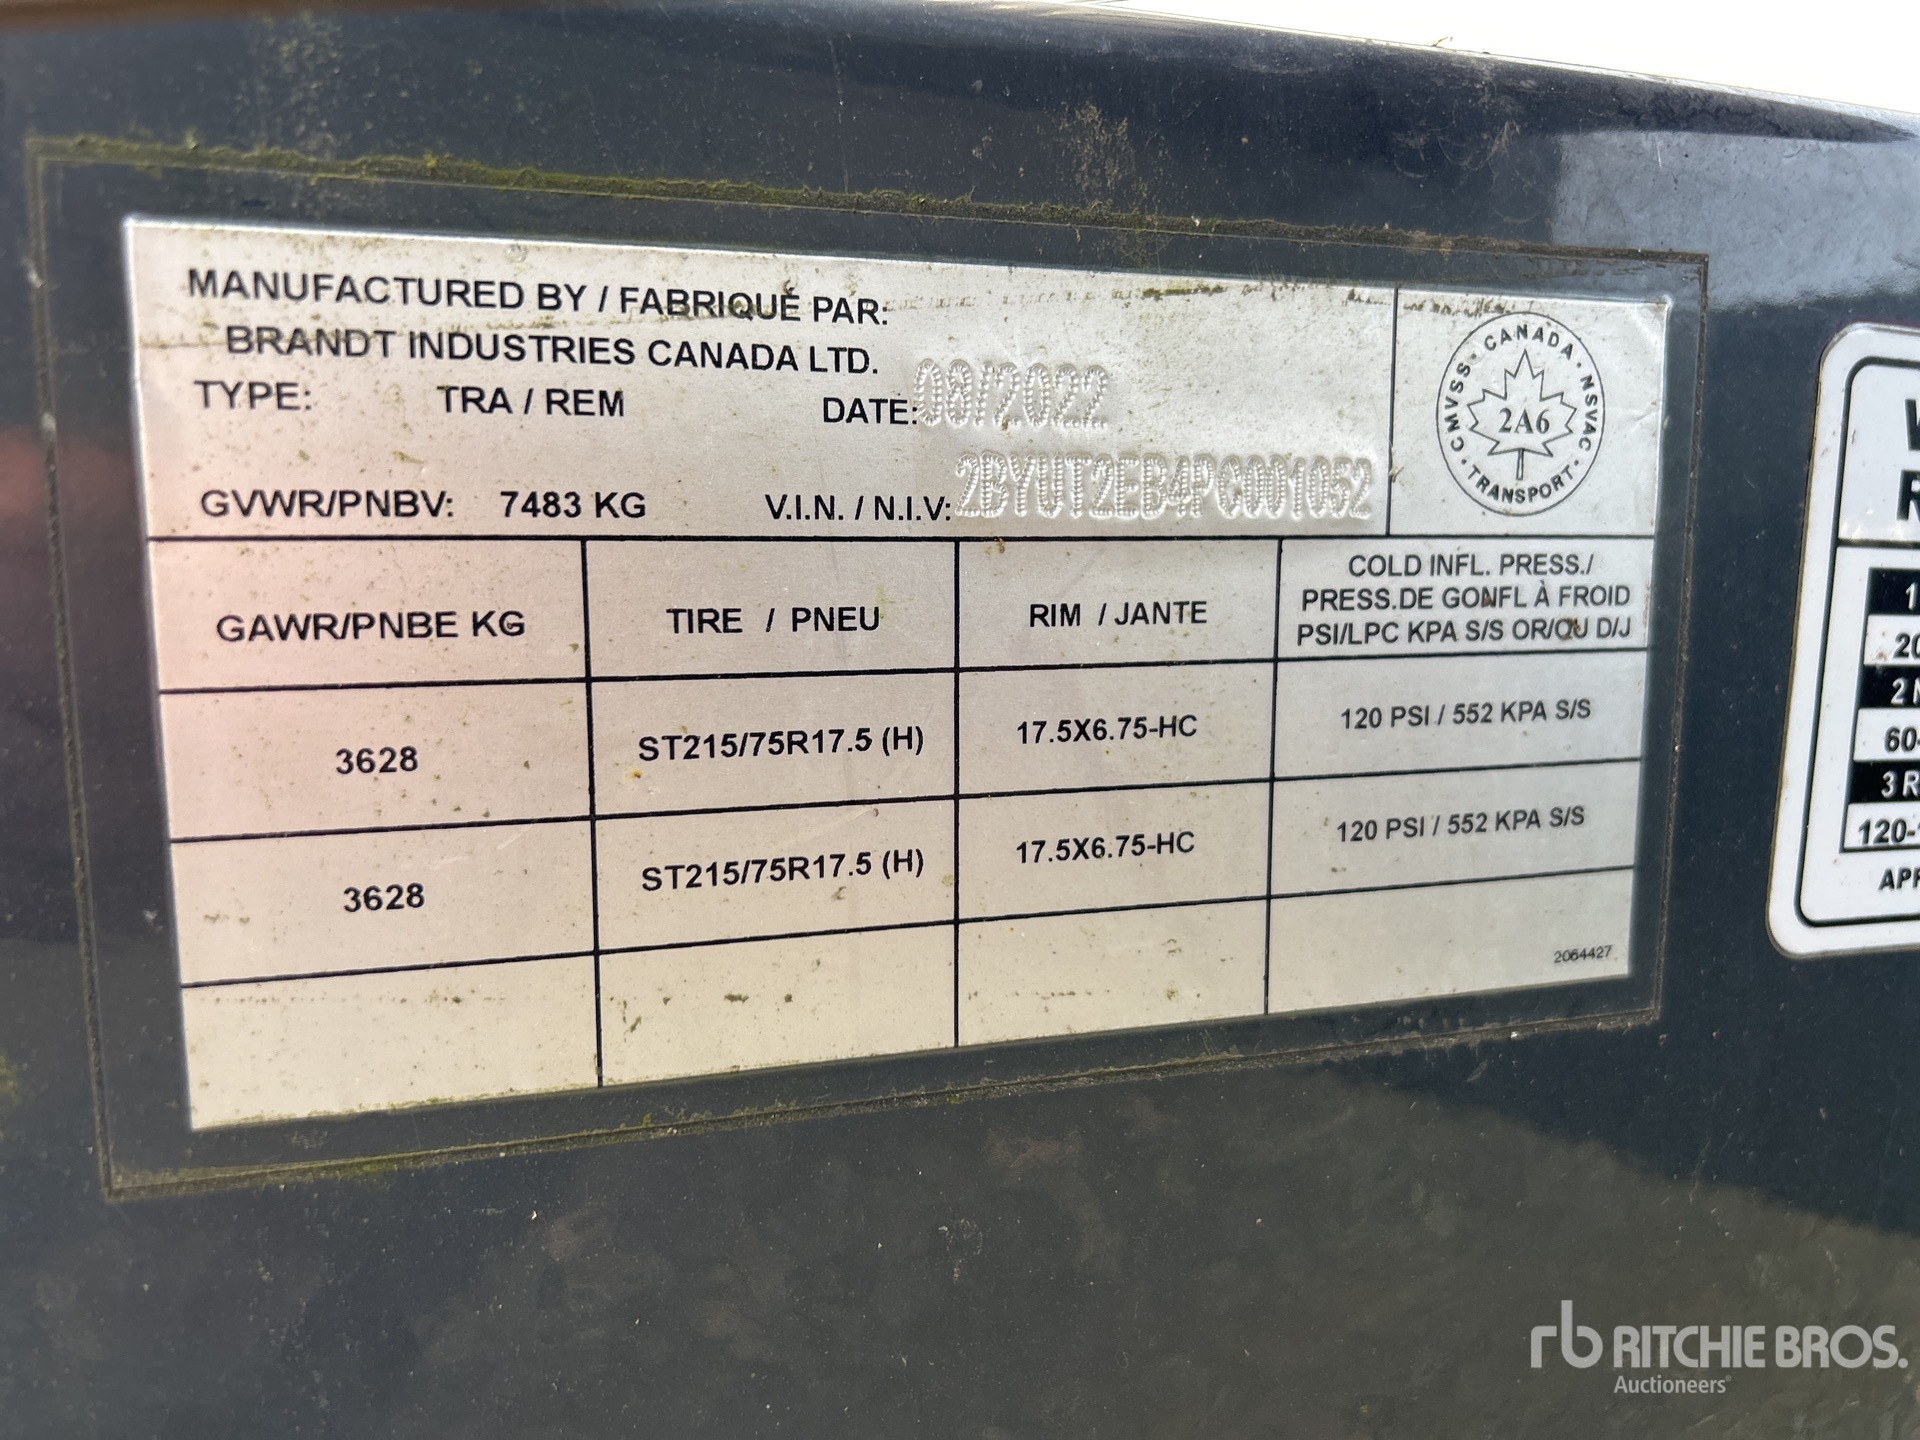 MANUFACTURED BY / FABRIQUÉ PAR:
BRANDT INDUSTRIES CANADA LTD.
TYPE: TRA / REM DATE: 08/2022
GVWR/PNBV: 7483 KG V.I.N. / N.I.V: 2BYUT2EB4PC001052
CMVSS · CANADA · NSVAC · TRANSPORT ·
2A6
GAWR/PNBE KG TIRE / PNEU RIM / JANTE COLD INFL. PRESS./
PRESS.DE GONFL À FROID
PSI/LPC KPA S/S OR/OU D/J
3628 ST215/75R17.5 (H) 17.5X6.75-HC 120 PSI / 552 KPA S/S
3628 ST215/75R17.5 (H) 17.5X6.75-HC 120 PSI / 552 KPA S/S
2064427
rb RITCHIE BROS.
Auctioneers